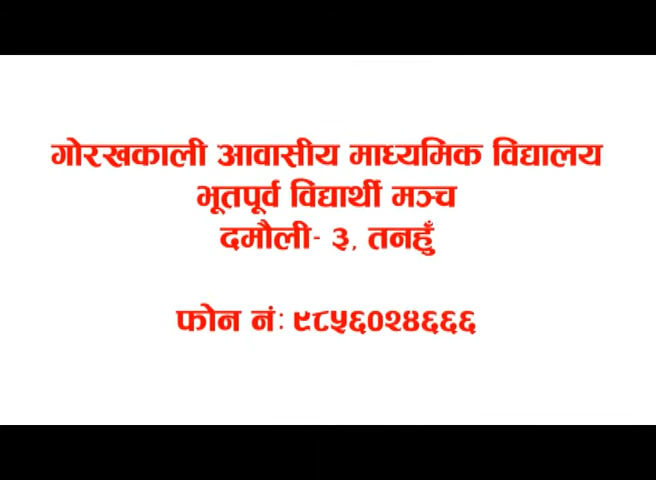 गोरखकाली आवासीय माध्यमिक विद्यालय
भूतपूर्व विद्यार्थी मञ्च
दमौली- ३, तनहुँ
फोन नं: ९८५६०२४६६६